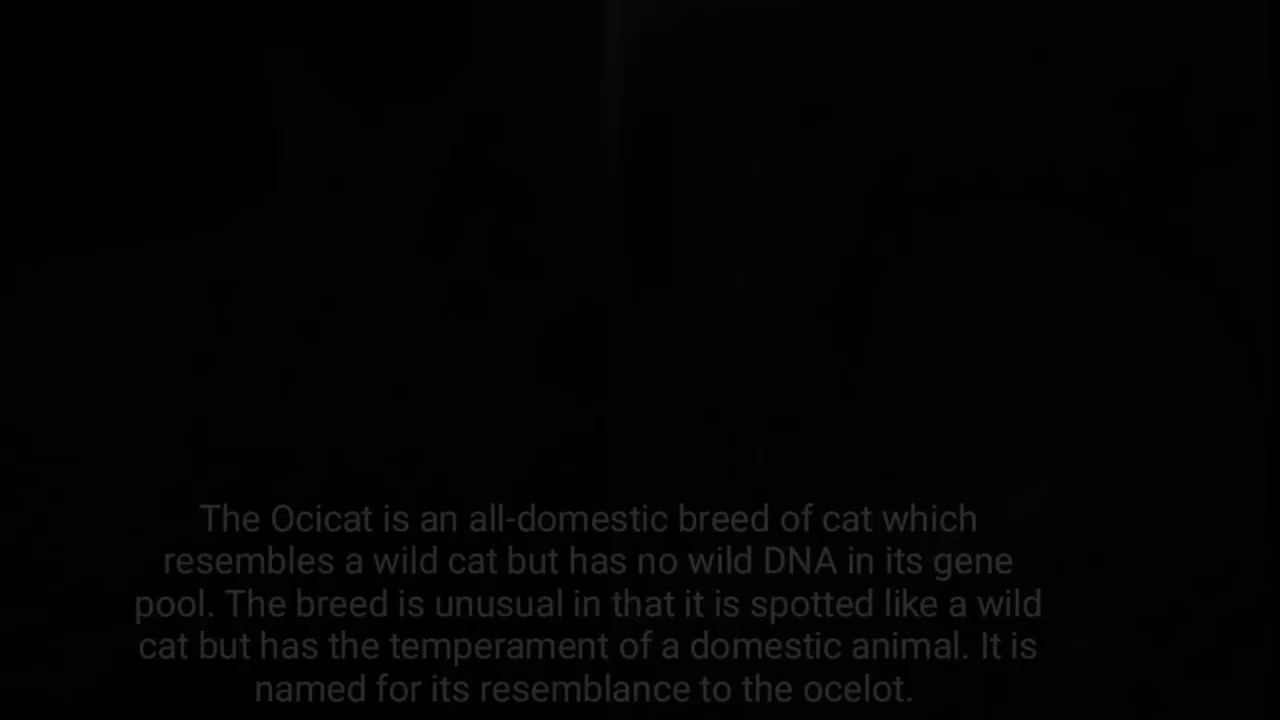 The Ocicat is an all-domestic breed of cat which
resembles a wild cat but has no wild DNA in its gene
pool. The breed is unusual in that it is spotted like a wild
cat but has the temperament of a domestic animal. It is
named for its resemblance to the ocelot.